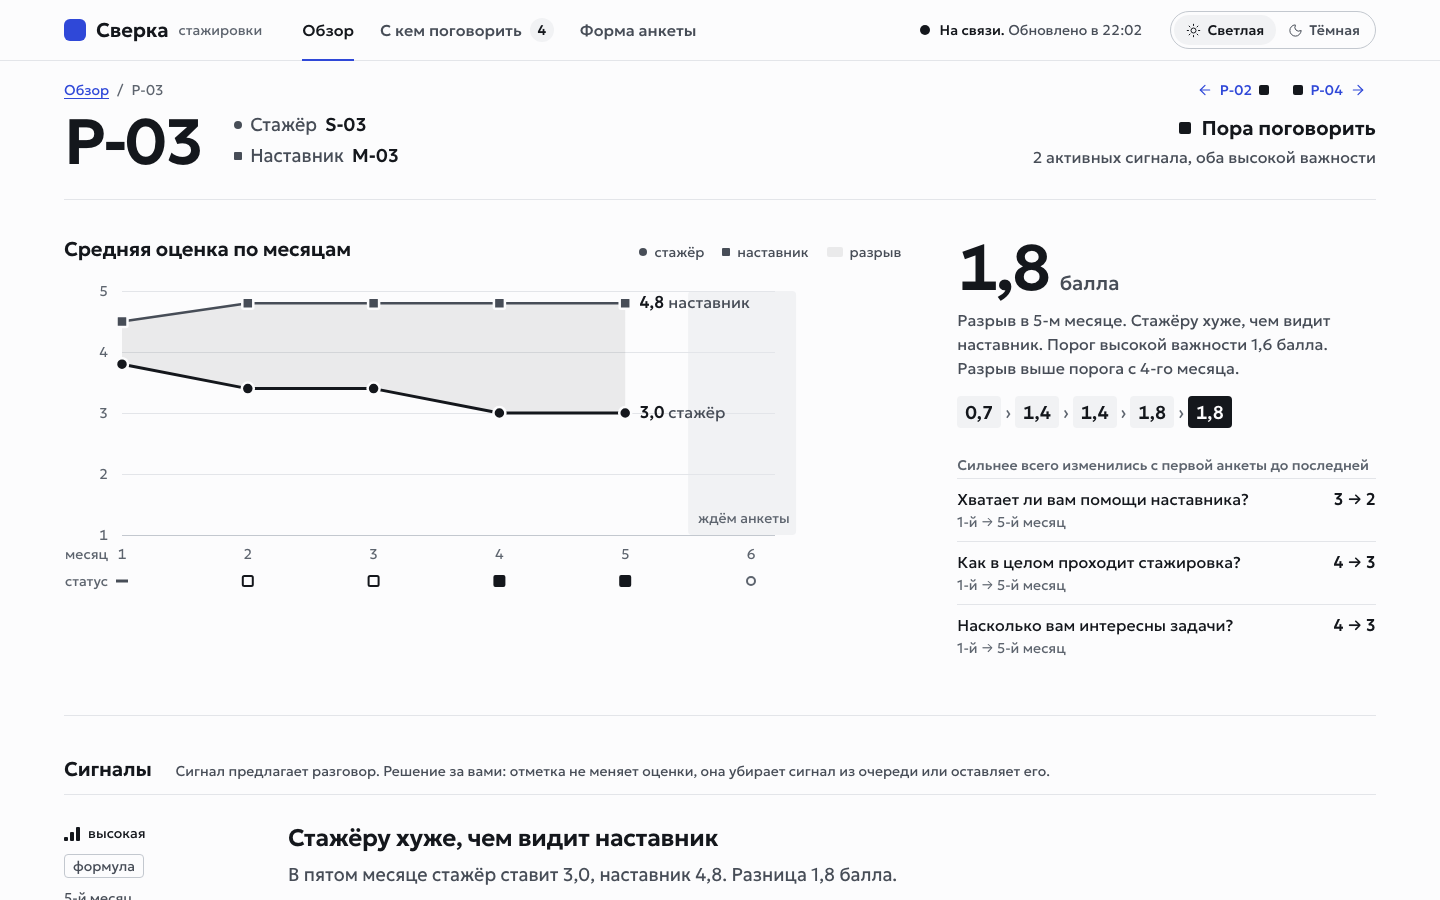 Сверка стажировки Обзор С кем поговорить 4 Форма анкеты На связи. Обновлено в 22:02 Светлая Тёмная
Обзор / P-03 ← P-02 P-04 →
P-03
Стажёр S-03
Наставник M-03
Пора поговорить
2 активных сигнала, оба высокой важности
Средняя оценка по месяцам
стажёр наставник разрыв
5
4
3
2
1
4,8 наставник
3,0 стажёр
ждём анкеты
месяц 1 2 3 4 5 6
статус
1,8 балла
Разрыв в 5-м месяце. Стажёру хуже, чем видит
наставник. Порог высокой важности 1,6 балла.
Разрыв выше порога с 4-го месяца.
0,7 › 1,4 › 1,4 › 1,8 › 1,8
Сильнее всего изменились с первой анкеты до последней
Хватает ли вам помощи наставника? 3 → 2
1-й → 5-й месяц
Как в целом проходит стажировка? 4 → 3
1-й → 5-й месяц
Насколько вам интересны задачи? 4 → 3
1-й → 5-й месяц
Сигналы Сигнал предлагает разговор. Решение за вами: отметка не меняет оценки, она убирает сигнал из очереди или оставляет его.
высокая
формула
5-й месяц
Стажёру хуже, чем видит наставник
В пятом месяце стажёр ставит 3,0, наставник 4,8. Разница 1,8 балла.